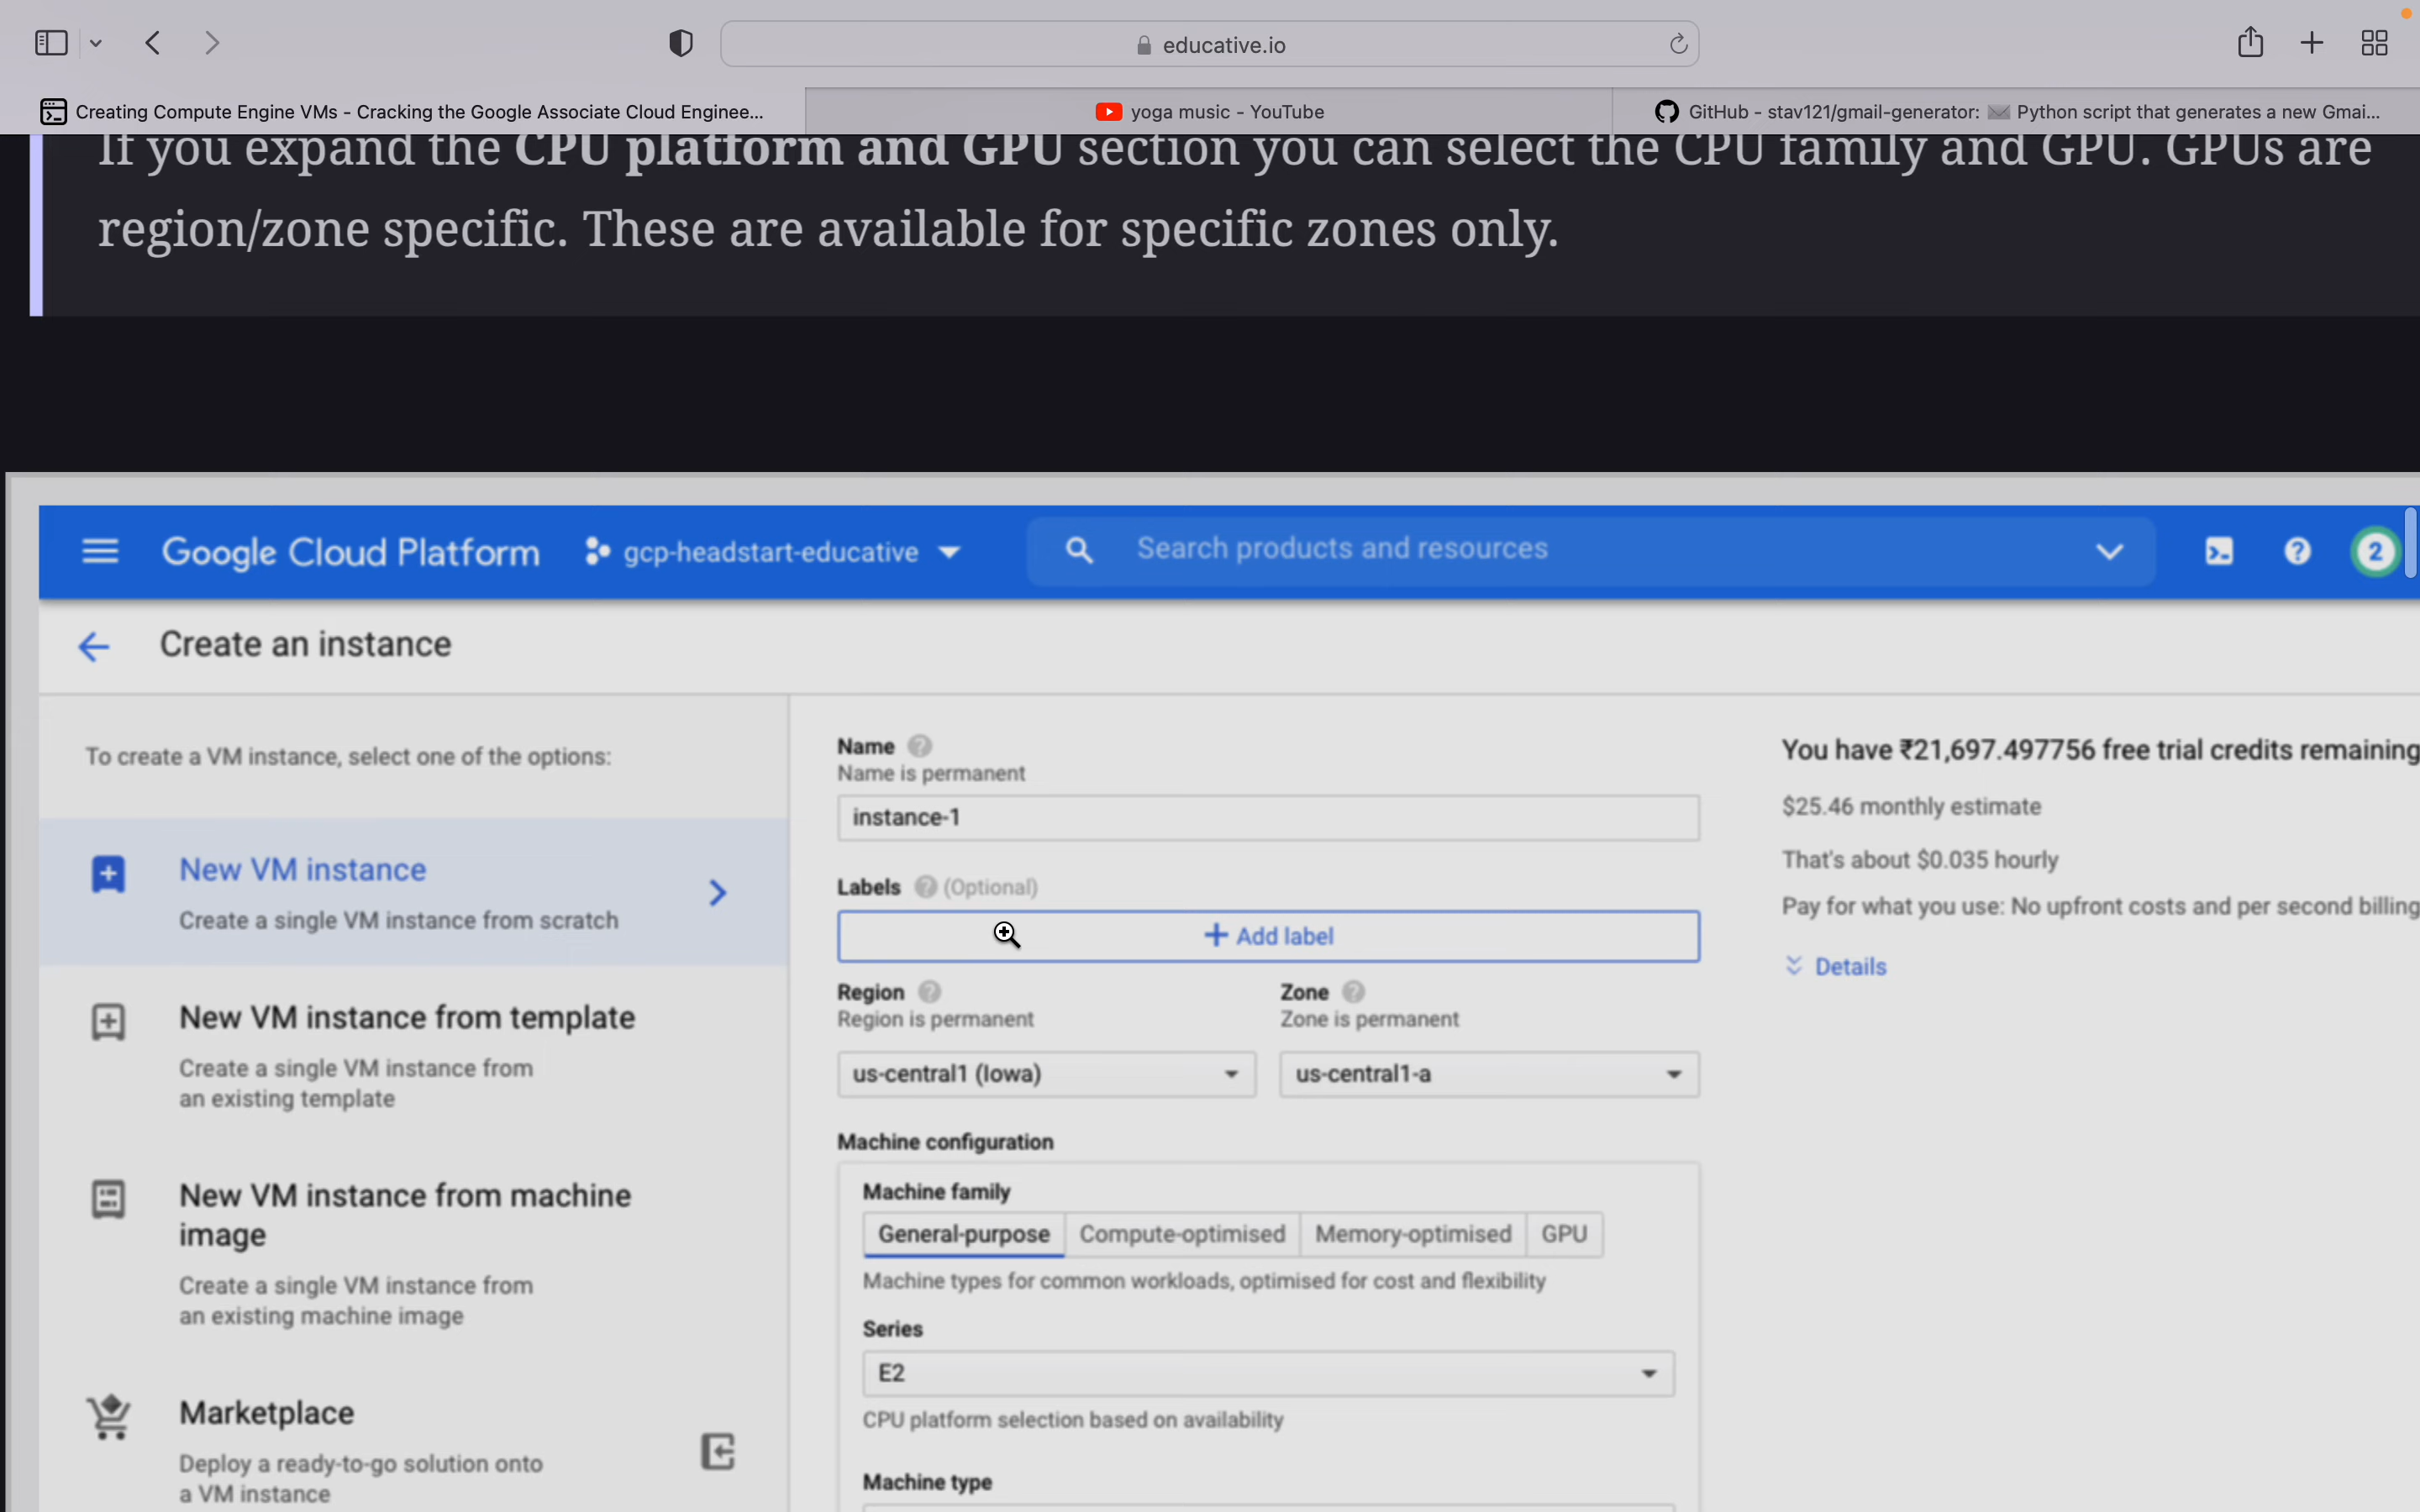 educative.io
Creating Compute Engine VMs - Cracking the Google Associate Cloud Enginee...
yoga music - YouTube
GitHub - stav121/gmail-generator: ✉️ Python script that generates a new Gmai...
If you expand the CPU platform and GPU section you can select the CPU family and GPU. GPUs are
region/zone specific. These are available for specific zones only.
Google Cloud Platform
gcp-headstart-educative
Search products and resources
2
Create an instance
To create a VM instance, select one of the options:
New VM instance
Create a single VM instance from scratch
New VM instance from template
Create a single VM instance from
an existing template
New VM instance from machine
image
Create a single VM instance from
an existing machine image
Marketplace
Deploy a ready-to-go solution onto
a VM instance
Name
Name is permanent
instance-1
Labels (Optional)
+ Add label
Region
Region is permanent
us-central1 (Iowa)
Zone
Zone is permanent
us-central1-a
Machine configuration
Machine family
General-purpose
Compute-optimised
Memory-optimised
GPU
Machine types for common workloads, optimised for cost and flexibility
Series
E2
CPU platform selection based on availability
Machine type
You have ₹21,697.497756 free trial credits remaining
$25.46 monthly estimate
That's about $0.035 hourly
Pay for what you use: No upfront costs and per second billing
Details